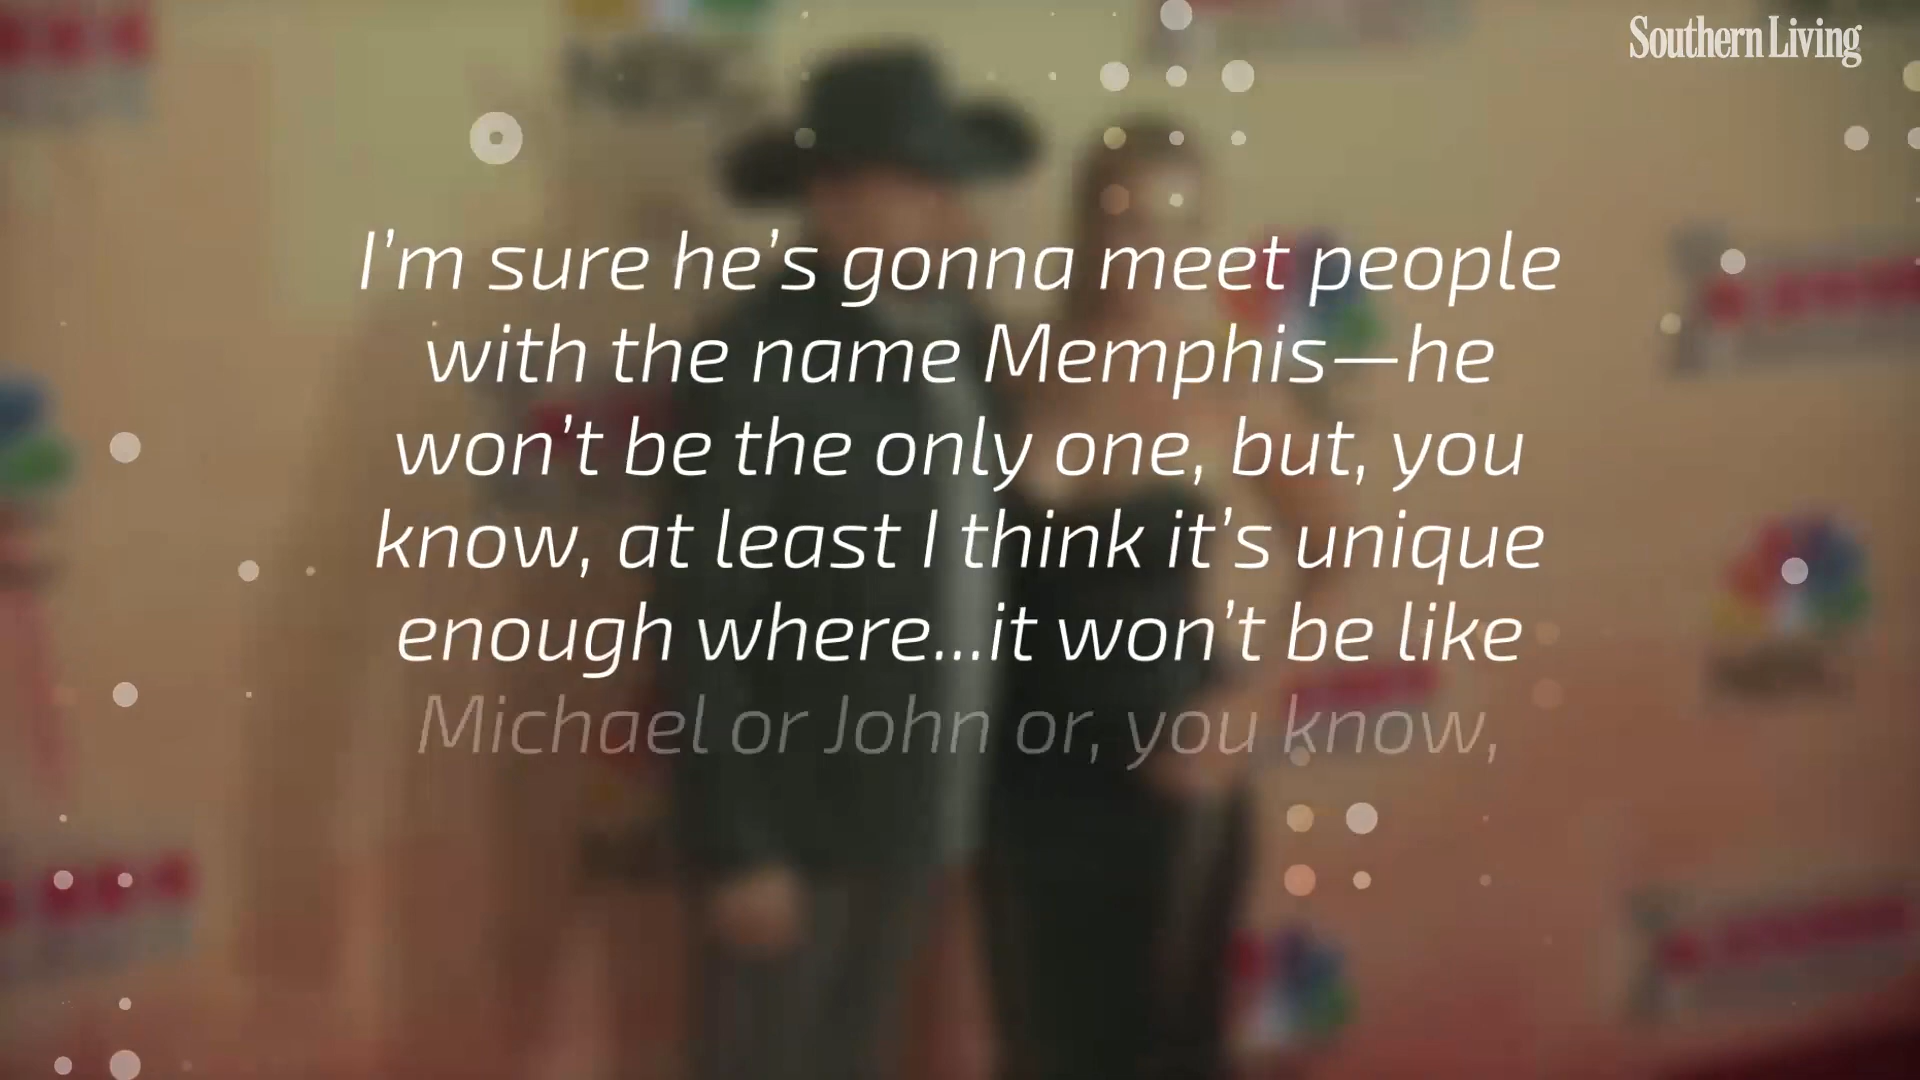 Southern Living
I’m sure he’s gonna meet people
with the name Memphis—he
won’t be the only one, but, you
know, at least I think it’s unique
enough where...it won’t be like
Michael or John or, you know,